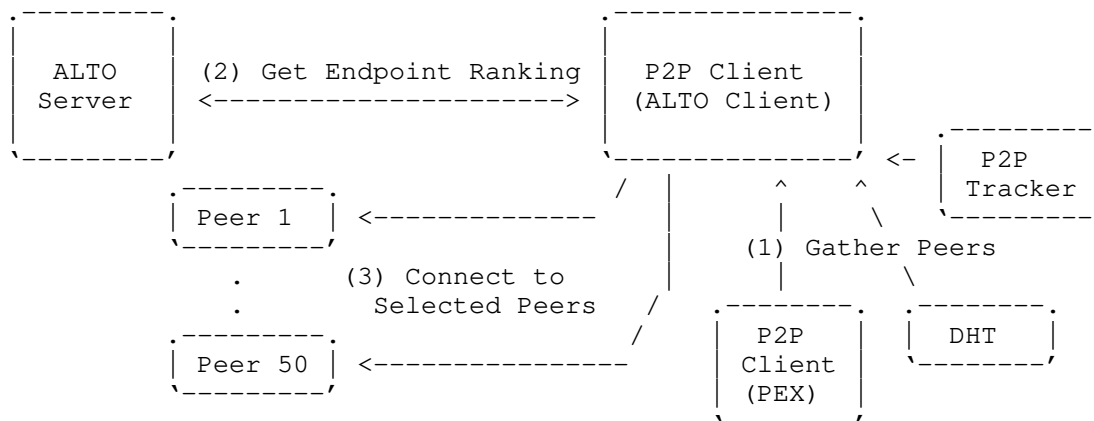 ALTO (2) Get Endpoint Ranking P2P Client
Server <----------------------> (ALTO Client)
<- P2P
Tracker
Peer 1 <--------------
(1) Gather Peers
. (3) Connect to
. Selected Peers
P2P DHT
Peer 50 <---------------- Client
(PEX)